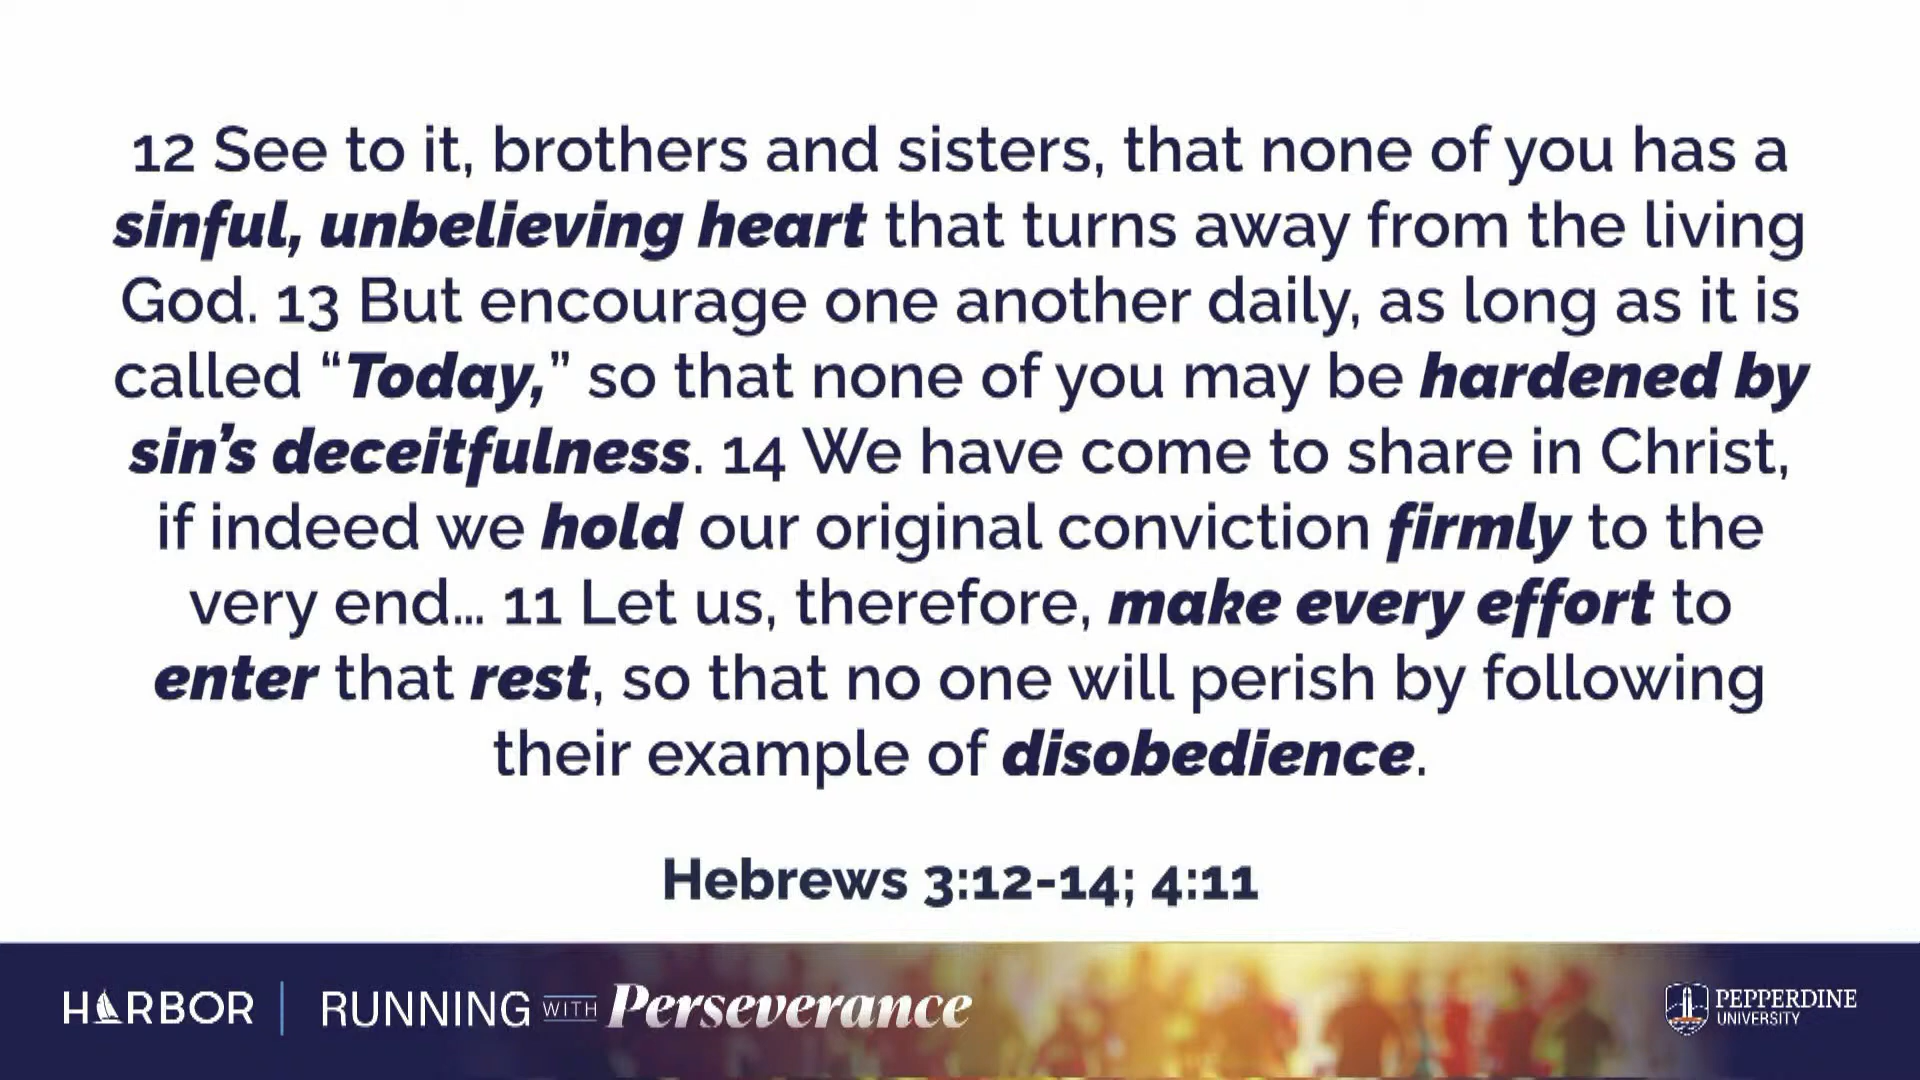 12 See to it, brothers and sisters, that none of you has a
sinful, unbelieving heart that turns away from the living
God. 13 But encourage one another daily, as long as it is
called “Today,” so that none of you may be hardened by
sin’s deceitfulness. 14 We have come to share in Christ,
if indeed we hold our original conviction firmly to the
very end… 11 Let us, therefore, make every effort to
enter that rest, so that no one will perish by following
their example of disobedience.
Hebrews 3:12-14; 4:11
HARBOR | RUNNING WITH Perseverance
PEPPERDINE
UNIVERSITY